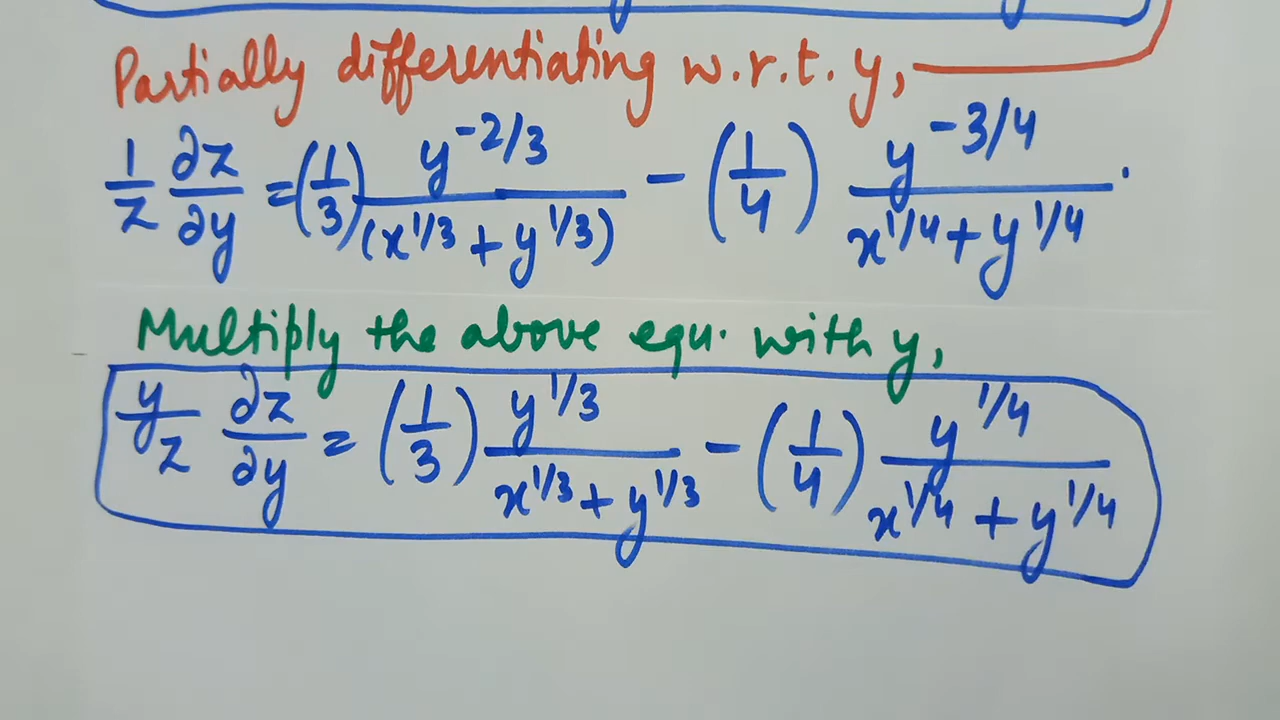 Partially differentiating w.r.t. y,
1/z ∂z/∂y = (1/3) y^-2/3 / (x^1/3 + y^1/3) - (1/4) y^-3/4 / x^1/4 + y^1/4 .
Multiply the above equ. with y,
y/z ∂z/∂y = (1/3) y^1/3 / x^1/3 + y^1/3 - (1/4) y^1/4 / x^1/4 + y^1/4